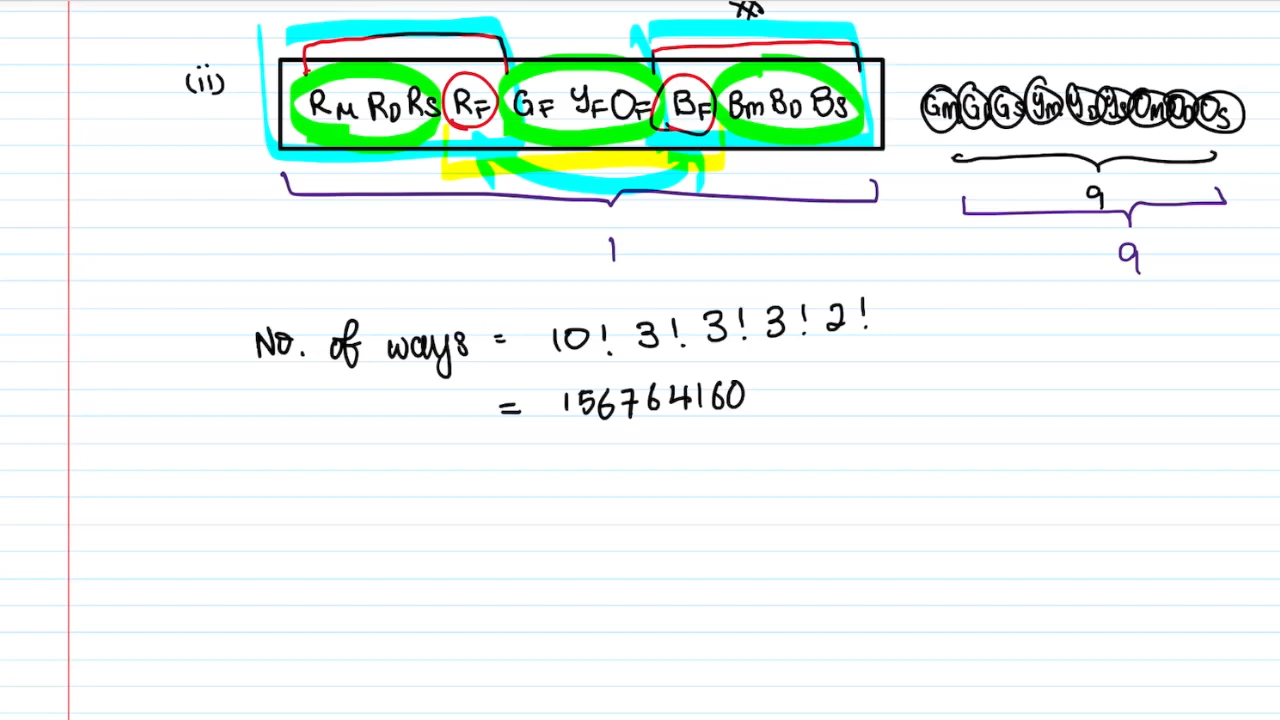 (ii) RM RD RS RF GF YF OF BF Bm BD BS Gm GD GS Ym YD YS Om OD OS
9
1 9
No. of ways = 10! 3! 3! 3! 2!
= 156764160